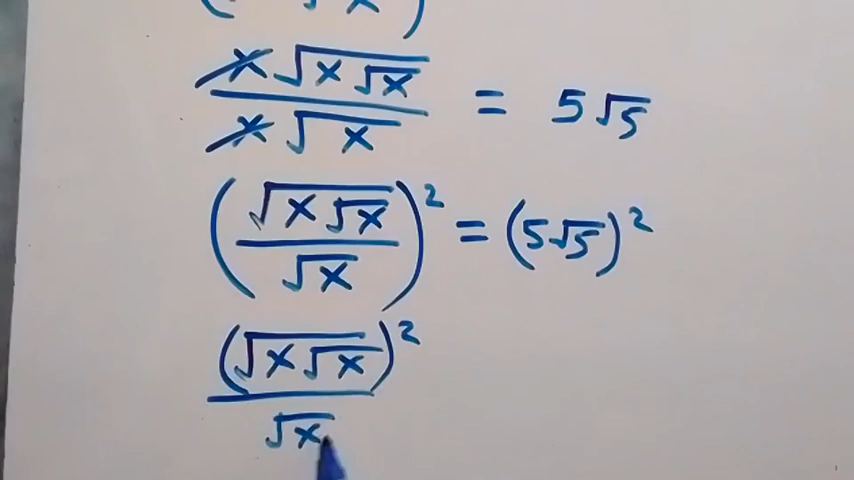 (√x)
x√(x√x) / x√x = 5√5
(√(x√x) / √x)² = (5√5)²
(√(x√x))² / √x